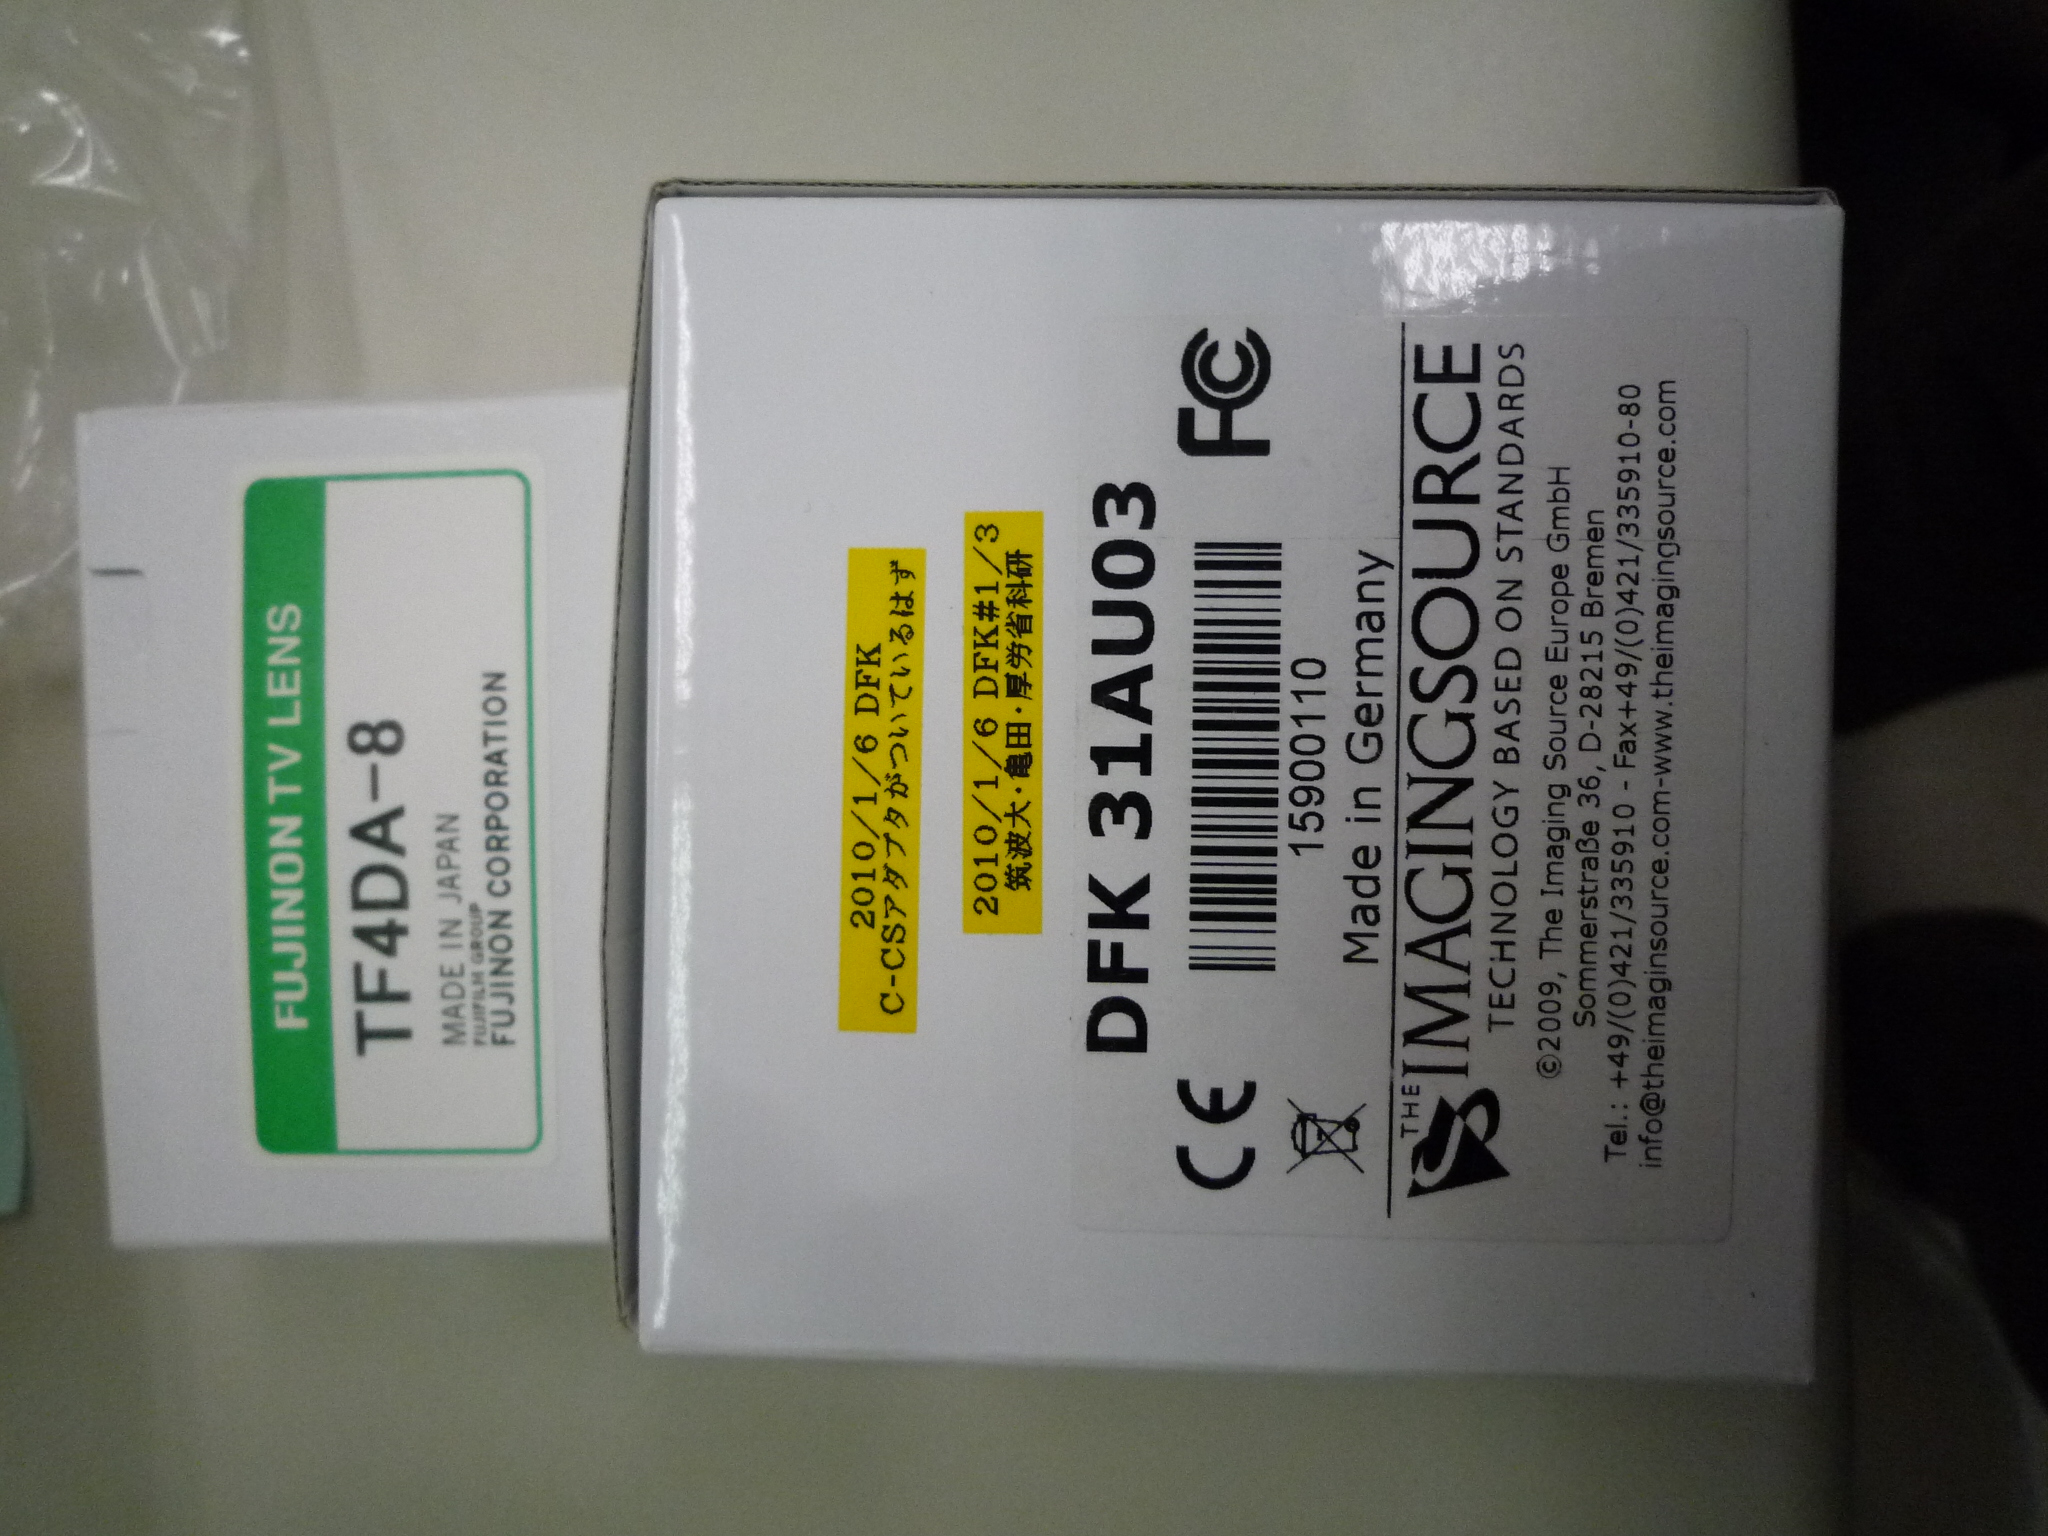 FUJINON TV LENS
TF4DA-8
MADE IN JAPAN
FUJIFILM GROUP
FUJINON CORPORATION
2010/1/6 DFK
C-CSアダプタがついているはず
2010/1/6 DFK#1/3
筑波大・亀田・厚労省科研
DFK 31AU03
CE
FC
15900110
Made in Germany
THE IMAGINGSOURCE
TECHNOLOGY BASED ON STANDARDS
©2009, The Imaging Source Europe GmbH
Sommerstraße 36, D-28215 Bremen
Tel.: +49/(0)421/335910 - Fax+49/(0)421/335910-80
info@theimaginsource.com-www.theimagingsource.com